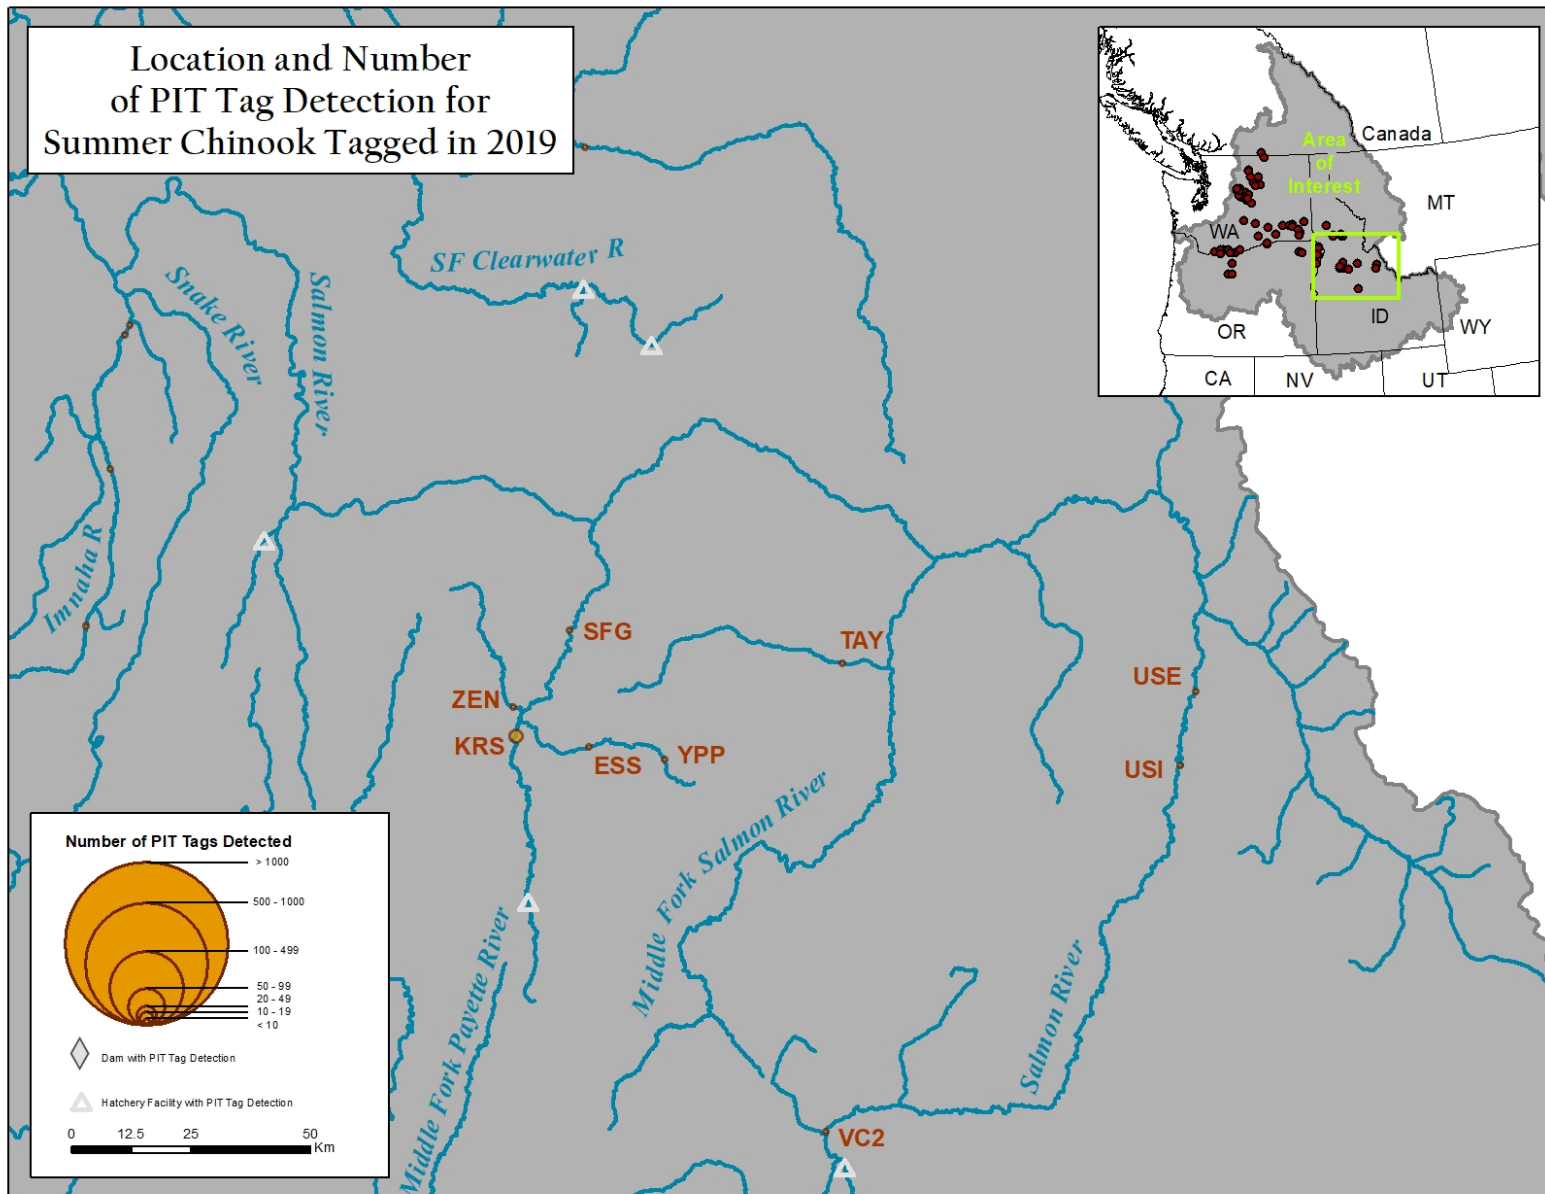 Location and Number
of PIT Tag Detection for
Summer Chinook Tagged in 2019
Canada
Area
of
Interest
MT
WA
OR
ID
WY
CA
NV
UT
SF Clearwater R
Snake River
Salmon River
Imnaha R
SFG
TAY
ZEN
USE
KRS
ESS
YPP
USI
Middle Fork Salmon River
Middle Fork Payette River
Salmon River
VC2
Number of PIT Tags Detected
> 1000
500 - 1000
100 - 499
50 - 99
20 - 49
10 - 19
< 10
Dam with PIT Tag Detection
Hatchery Facility with PIT Tag Detection
0 12.5 25 50
Km